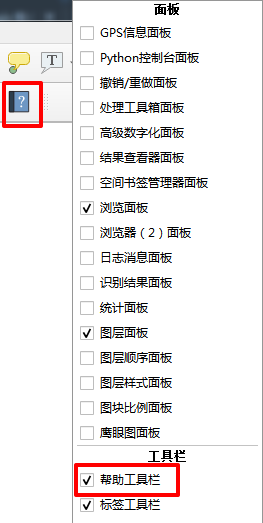 面板
GPS信息面板
Python控制台面板
撤销/重做面板
处理工具箱面板
高级数字化面板
结果查看器面板
空间书签管理器面板
浏览面板
浏览器（2）面板
日志消息面板
识别结果面板
统计面板
图层面板
图层顺序面板
图层样式面板
图块比例面板
鹰眼图面板
工具栏
帮助工具栏
标签工具栏